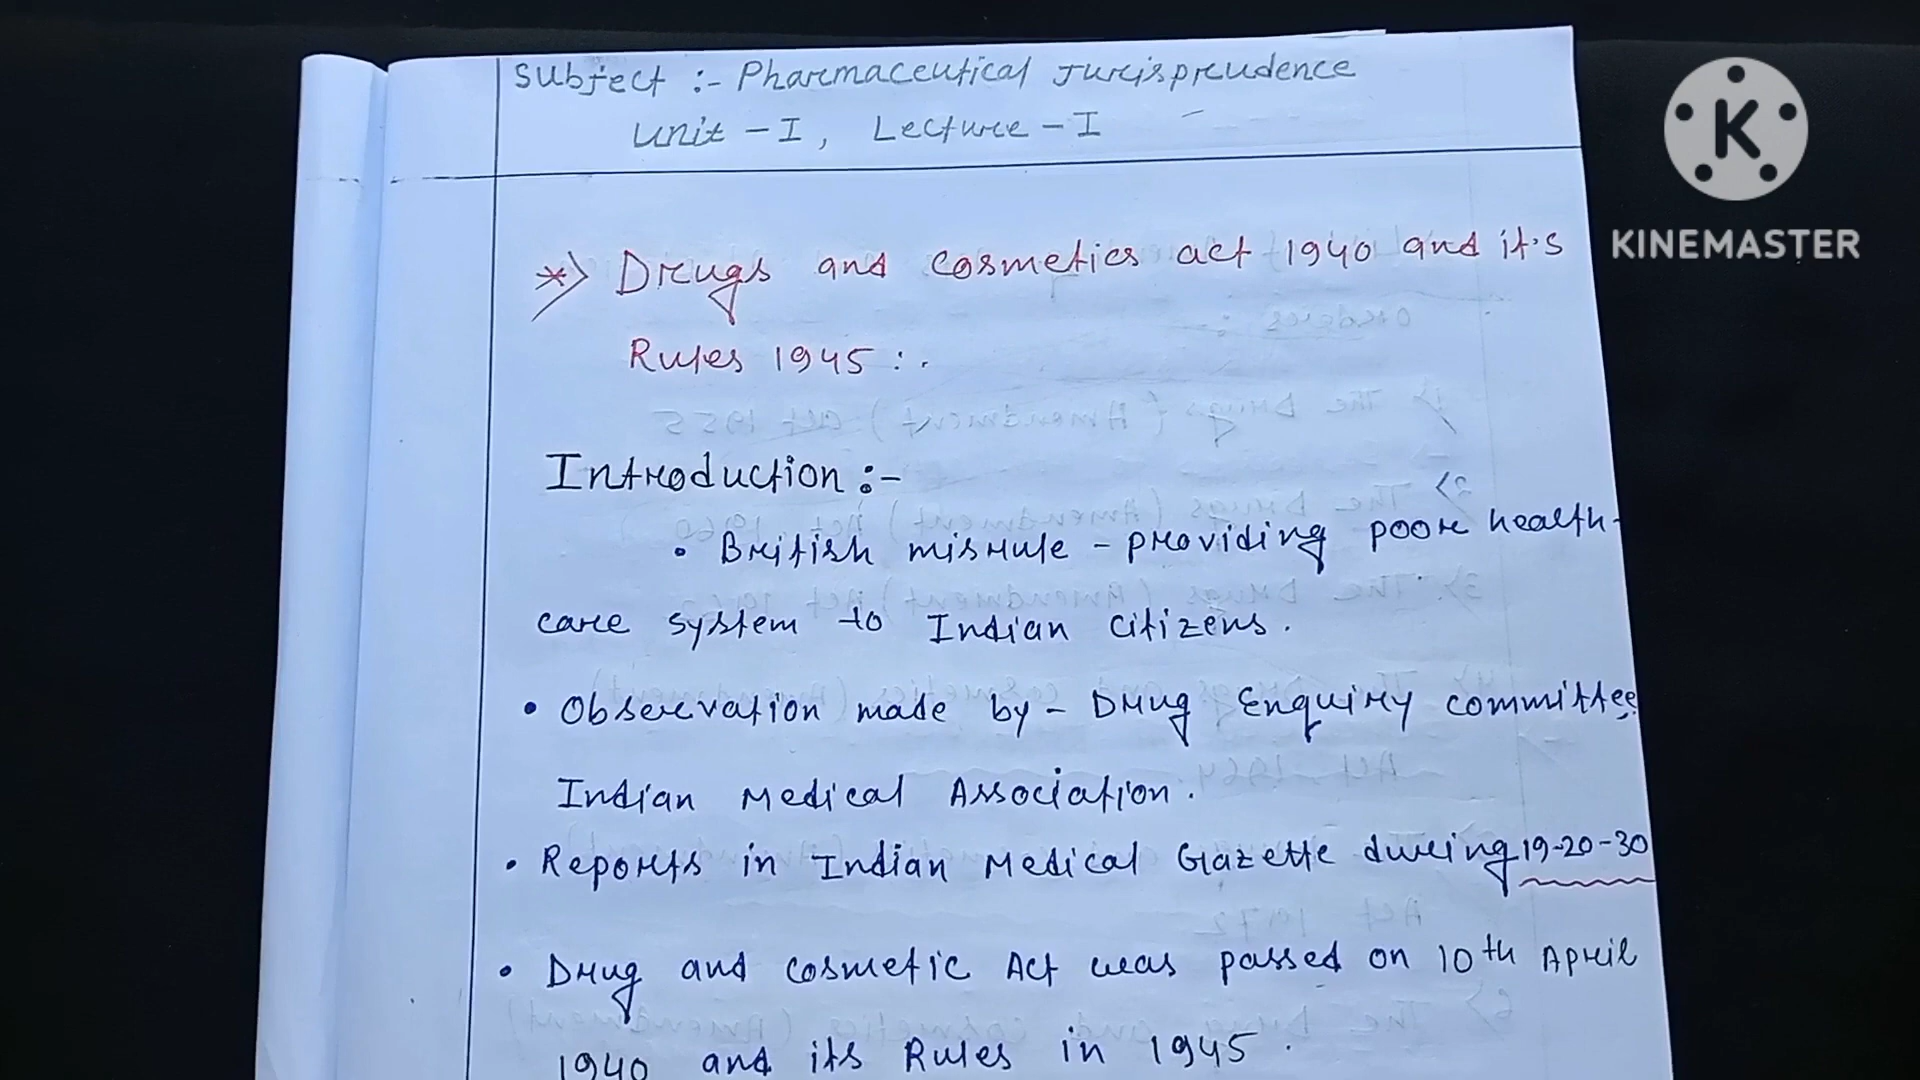 Subject :- Pharmaceutical Jurisprudence
Unit - I, Lecture - I
KINEMASTER
*> Drugs and cosmetics act 1940 and it's
Rules 1945 :.
Introduction :-
• British misrule - providing poor health-
care system to Indian citizens.
• Observation made by - Drug Enquiry committee
Indian Medical Association.
• Reports in Indian Medical Gazette during 19-20-30
• Drug and cosmetic Act was passed on 10th April
1940 and its Rules in 1945.